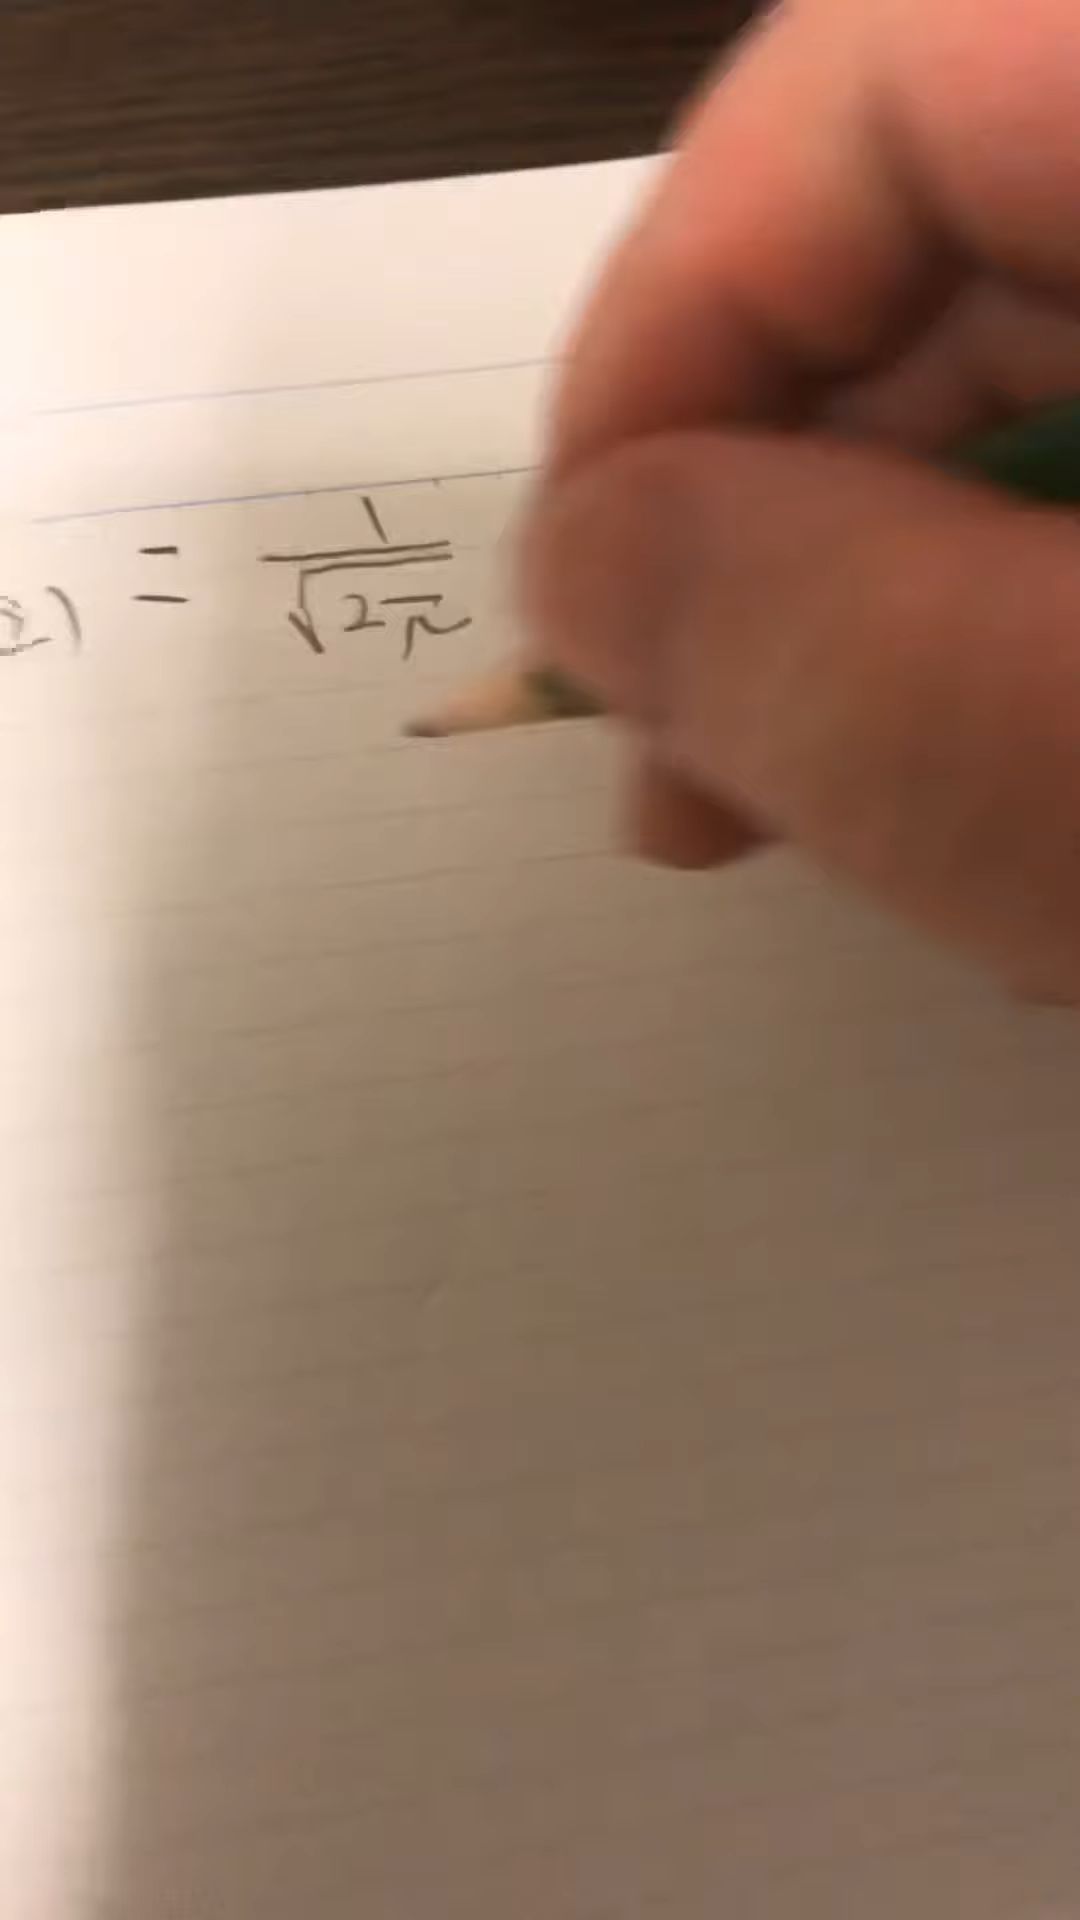 ) = 1/√2π